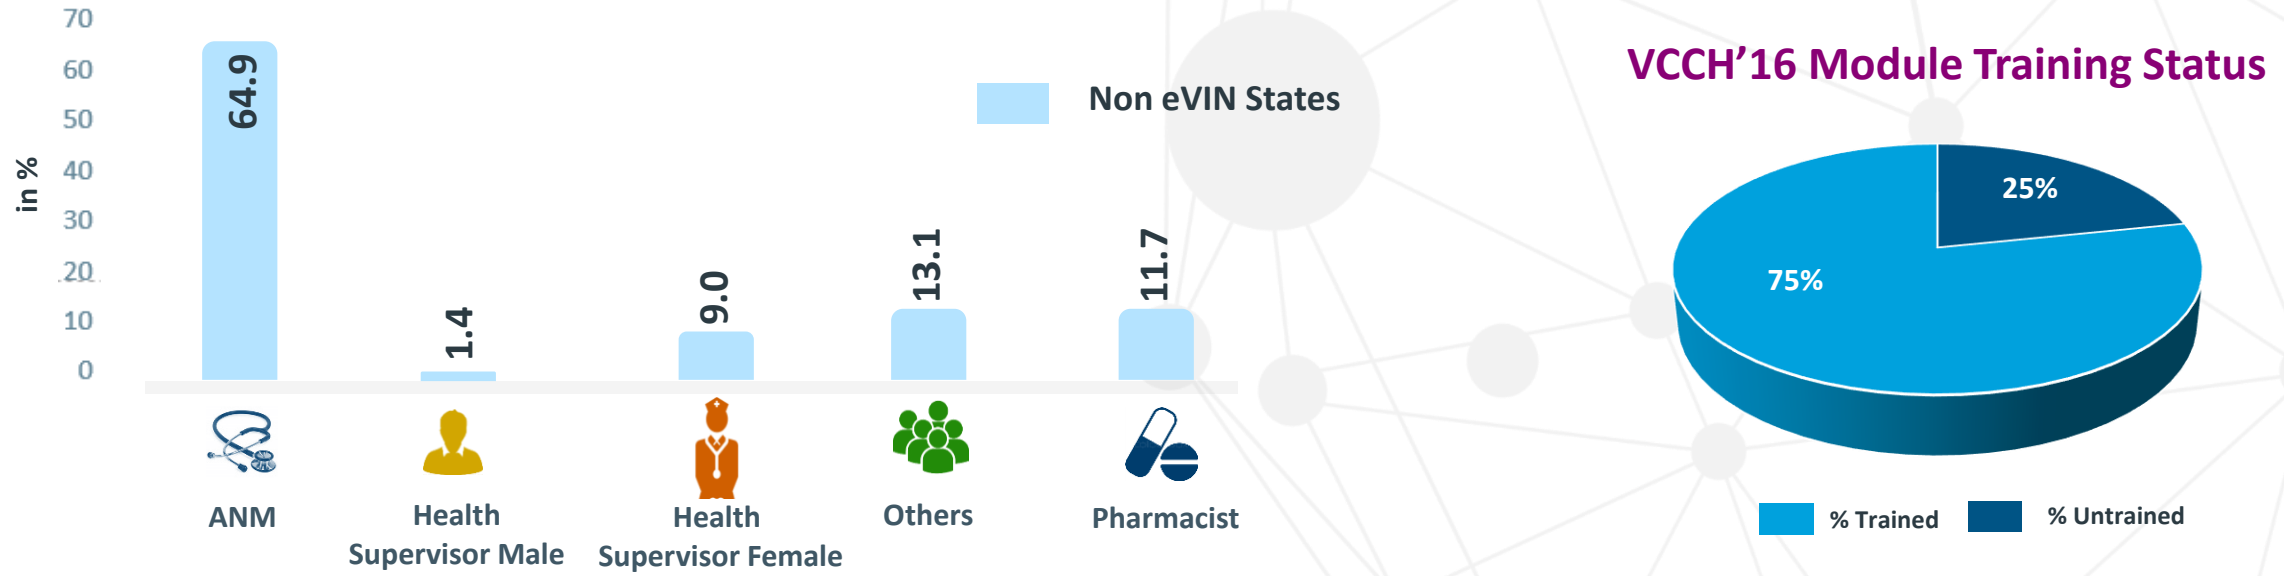 70
60
50
40
30
20
10
0
in %
64.9
1.4
9.0
13.1
11.7
Non eVIN States
ANM
Health
Supervisor Male
Health
Supervisor Female
Others
Pharmacist
VCCH’16 Module Training Status
25%
75%
% Trained
% Untrained